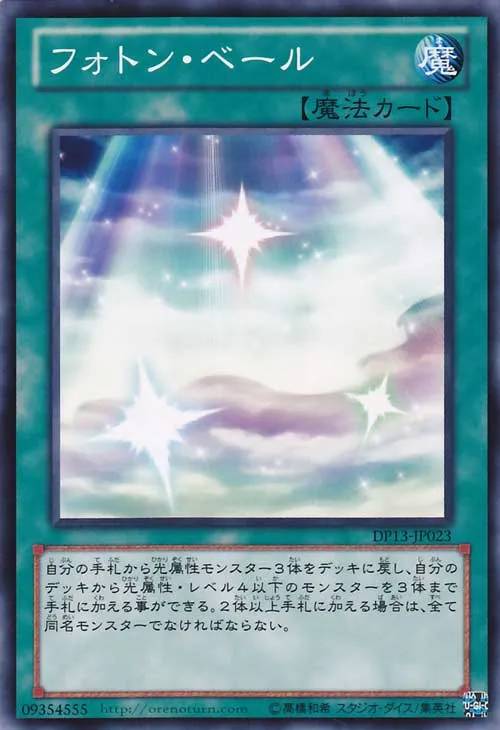 フォトン・ベール
魔
【魔法カード】
DP13-JP023
自分の手札から光属性モンスター3体をデッキに戻し、自分の
デッキから光属性・レベル4以下のモンスターを3体まで
手札に加える事ができる。2体以上手札に加える場合は、全て
同名モンスターでなければならない。
09354555 http://orenoturn.com/ ©高橋和希 スタジオ・ダイス/集英社